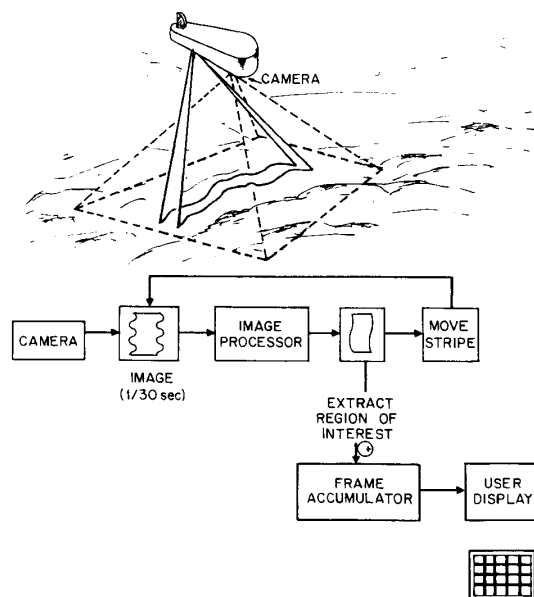 CAMERA
CAMERA
IMAGE
(1/30 sec)
IMAGE
PROCESSOR
MOVE
STRIPE
EXTRACT
REGION OF
INTEREST
FRAME
ACCUMULATOR
USER
DISPLAY